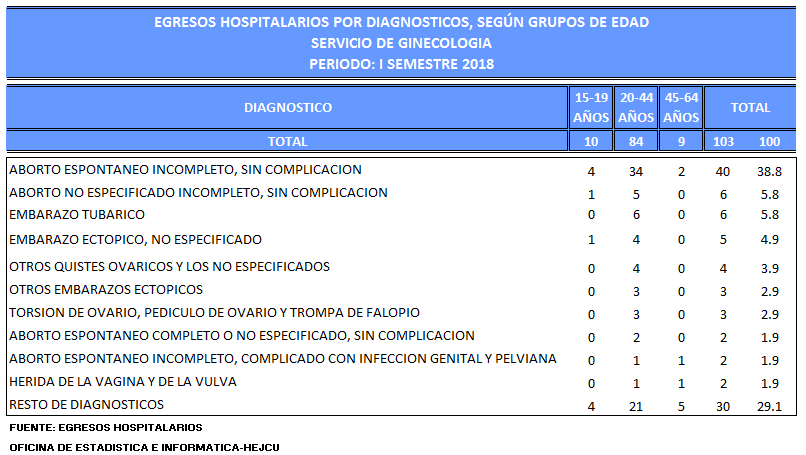 EGRESOS HOSPITALARIOS POR DIAGNOSTICOS, SEGÚN GRUPOS DE EDAD
SERVICIO DE GINECOLOGIA
PERIODO: I SEMESTRE 2018
DIAGNOSTICO 15-19 AÑOS 20-44 AÑOS 45-64 AÑOS TOTAL
TOTAL 10 84 9 103 100
ABORTO ESPONTANEO INCOMPLETO, SIN COMPLICACION 4 34 2 40 38.8
ABORTO NO ESPECIFICADO INCOMPLETO, SIN COMPLICACION 1 5 0 6 5.8
EMBARAZO TUBARICO 0 6 0 6 5.8
EMBARAZO ECTOPICO, NO ESPECIFICADO 1 4 0 5 4.9
OTROS QUISTES OVARICOS Y LOS NO ESPECIFICADOS 0 4 0 4 3.9
OTROS EMBARAZOS ECTOPICOS 0 3 0 3 2.9
TORSION DE OVARIO, PEDICULO DE OVARIO Y TROMPA DE FALOPIO 0 3 0 3 2.9
ABORTO ESPONTANEO COMPLETO O NO ESPECIFICADO, SIN COMPLICACION 0 2 0 2 1.9
ABORTO ESPONTANEO INCOMPLETO, COMPLICADO CON INFECCION GENITAL Y PELVIANA 0 1 1 2 1.9
HERIDA DE LA VAGINA Y DE LA VULVA 0 1 1 2 1.9
RESTO DE DIAGNOSTICOS 4 21 5 30 29.1
FUENTE: EGRESOS HOSPITALARIOS
OFICINA DE ESTADISTICA E INFORMATICA-HEJCU